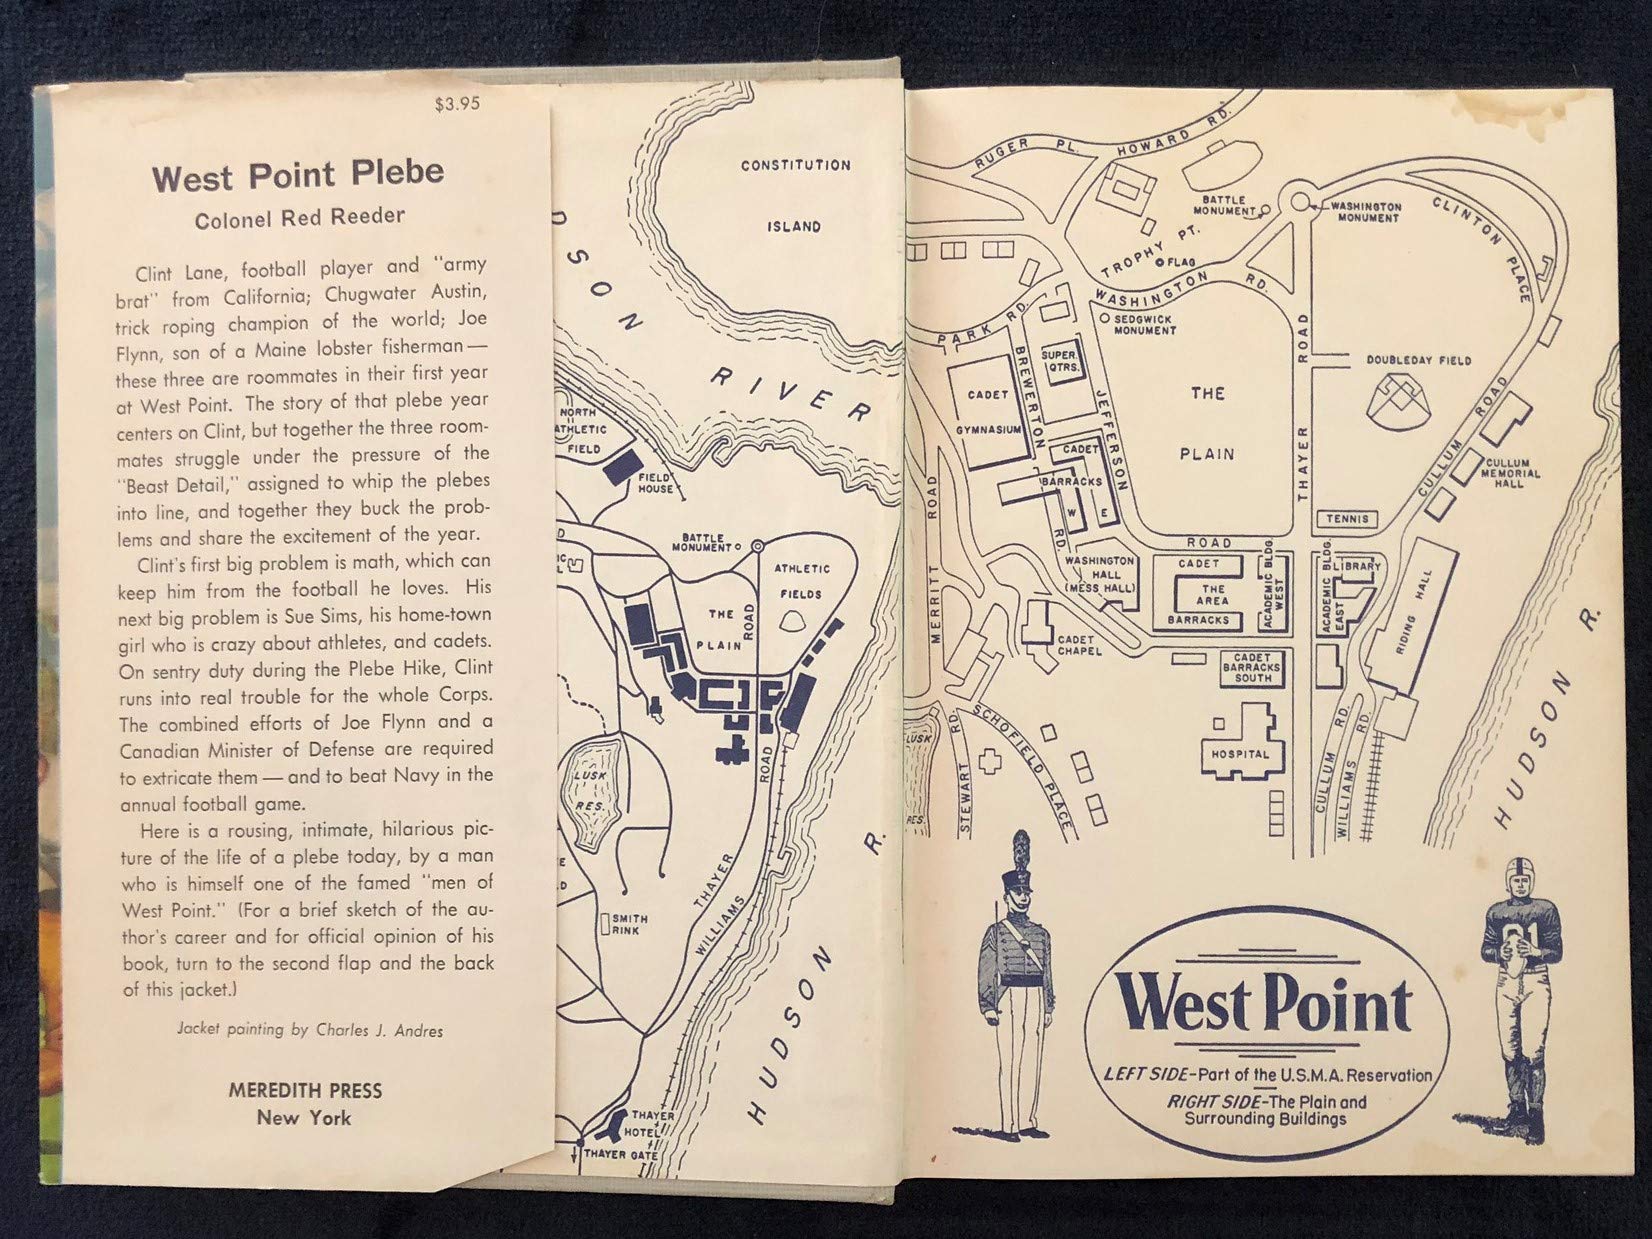 $3.95
West Point Plebe
Colonel Red Reeder
Clint Lane, football player and "army
brat" from California; Chugwater Austin,
trick roping champion of the world; Joe
Flynn, son of a Maine lobster fisherman—
these three are roommates in their first year
at West Point. The story of that plebe year
centers on Clint, but together the three room-
mates struggle under the pressure of the
"Beast Detail," assigned to whip the plebes
into line, and together they buck the prob-
lems and share the excitement of the year.
Clint's first big problem is math, which can
keep him from the football he loves. His
next big problem is Sue Sims, his home-town
girl who is crazy about athletes, and cadets.
On sentry duty during the Plebe Hike, Clint
runs into real trouble for the whole Corps.
The combined efforts of Joe Flynn and a
Canadian Minister of Defense are required
to extricate them — and to beat Navy in the
annual football game.
Here is a rousing, intimate, hilarious pic-
ture of the life of a plebe today, by a man
who is himself one of the famed "men of
West Point." (For a brief sketch of the au-
thor's career and for official opinion of his
book, turn to the second flap and the back
of this jacket.)
Jacket painting by Charles J. Andres
MEREDITH PRESS
New York
CONSTITUTION
ISLAND
DSON
RIVER
NORTH
ATHLETIC
FIELD
FIELD
HOUSE
BATTLE
MONUMENT
ATHLETIC
FIELDS
THE
PLAIN
ROAD
ROAD
LUSK
RES.
THAYER
WILLIAMS
SMITH
RINK
HUDSON
R.
THAYER
HOTEL
THAYER GATE
RUGER PL.
HOWARD RD.
BATTLE
MONUMENT
WASHINGTON
MONUMENT
CLINTON PLACE
TROPHY PT.
FLAG
WASHINGTON RD.
SEDGWICK
MONUMENT
PARK RD.
SUPER.
QTRS.
BREWERTON
RD.
JEFFERSON
ROAD
CADET
GYMNASIUM
THE
PLAIN
THAYER ROAD
DOUBLEDAY FIELD
CULLUM ROAD
CULLUM
MEMORIAL
HALL
TENNIS
CADET
BARRACKS
W
E
MERRITT ROAD
WASHINGTON
HALL
(MESS HALL)
CADET
THE
AREA
BARRACKS
ACADEMIC BLDG.
WEST
ACADEMIC BLDG.
EAST
LIBRARY
RIDING HALL
CADET
CHAPEL
CADET
BARRACKS
SOUTH
HOSPITAL
LUSK
RES.
STEWART RD.
SCHOFIELD PLACE
CULLUM RD.
WILLIAMS RD.
HUDSON R.
West Point
LEFT SIDE-Part of the U.S.M.A. Reservation
RIGHT SIDE-The Plain and
Surrounding Buildings